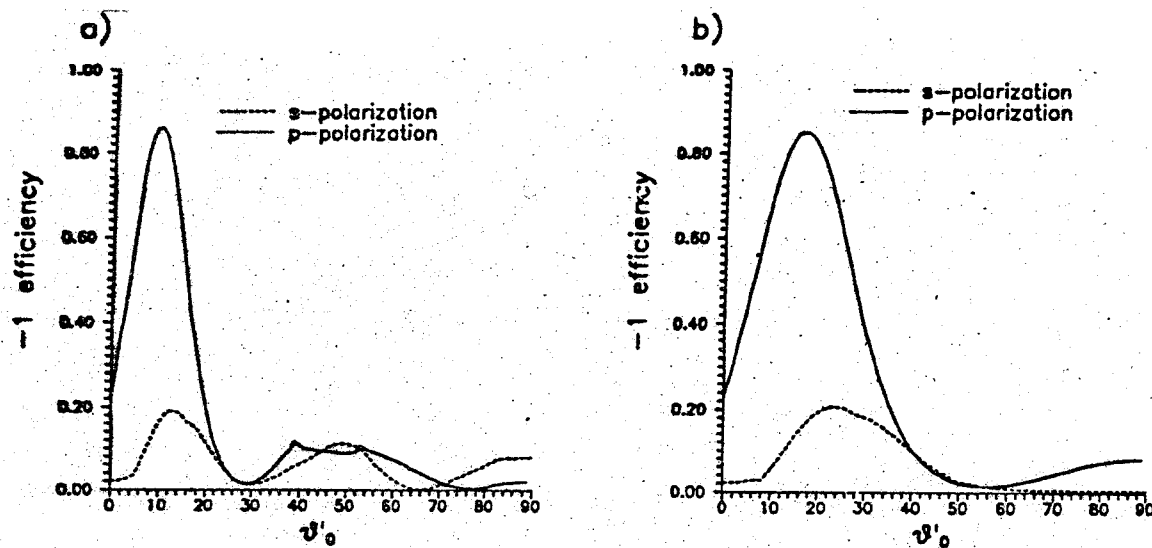 a)
1.00
0.80
0.60
0.40
0.20
0.00
-1 efficiency
s-polarization
p-polarization
0 10 20 30 40 50 60 70 80 90
ϑ'₀
b)
1.00
0.80
0.60
0.40
0.20
0.00
-1 efficiency
s-polarization
p-polarization
0 10 20 30 40 50 60 70 80 90
ϑ'₀